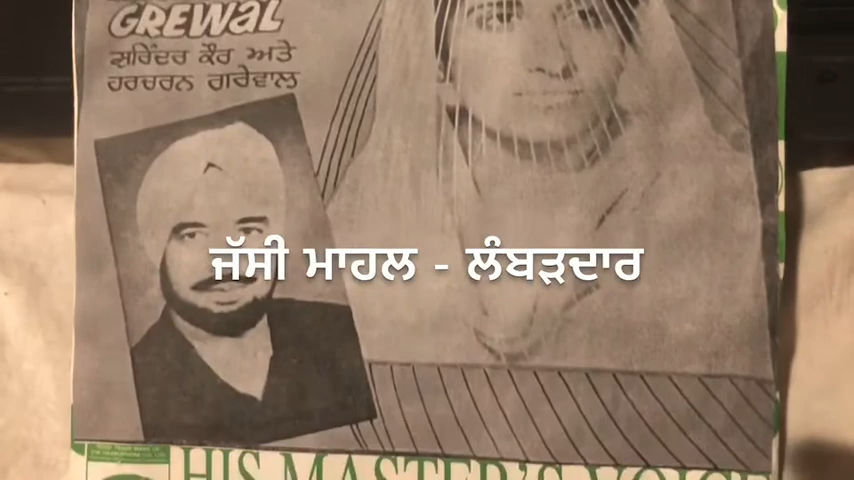 GREWAL
ਸੁਰਿੰਦਰ ਕੌਰ ਅਤੇ
ਹਰਚਰਨ ਗਰੇਵਾਲ
ਜੱਸੀ ਮਾਹਲ - ਲੰਬੜਦਾਰ
HIS MASTER'S VOICE